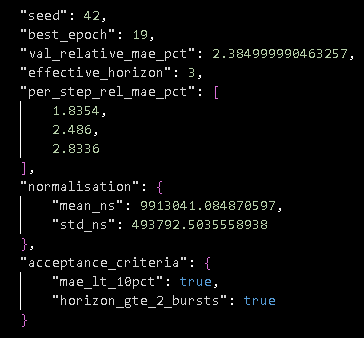 "seed": 42,
"best_epoch": 19,
"val_relative_mae_pct": 2.384999990463257,
"effective_horizon": 3,
"per_step_rel_mae_pct": [
1.8354,
2.486,
2.8336
],
"normalisation": {
"mean_ns": 9913041.084870597,
"std_ns": 493792.5035558938
},
"acceptance_criteria": {
"mae_lt_10pct": true,
"horizon_gte_2_bursts": true
}